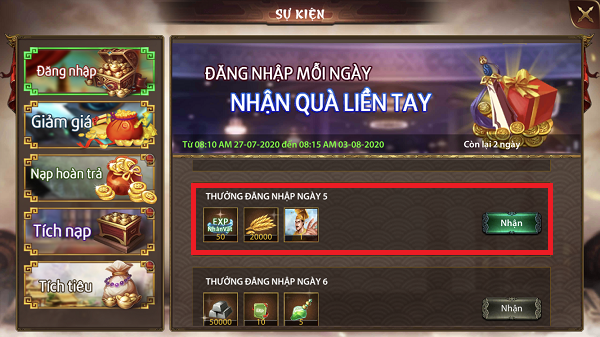 SỰ KIỆN
Đăng nhập
Giảm giá
Nạp hoàn trả
Tích nạp
Tích tiêu
ĐĂNG NHẬP MỖI NGÀY
NHẬN QUÀ LIỀN TAY
Từ 08:10 AM 27-07-2020 đến 08:15 AM 03-08-2020
Còn lại 2 ngày
THƯỞNG ĐĂNG NHẬP NGÀY 5
EXP
Nhân Vật
50
20000
1
Nhận
THƯỞNG ĐĂNG NHẬP NGÀY 6
50000
10
5
Nhận